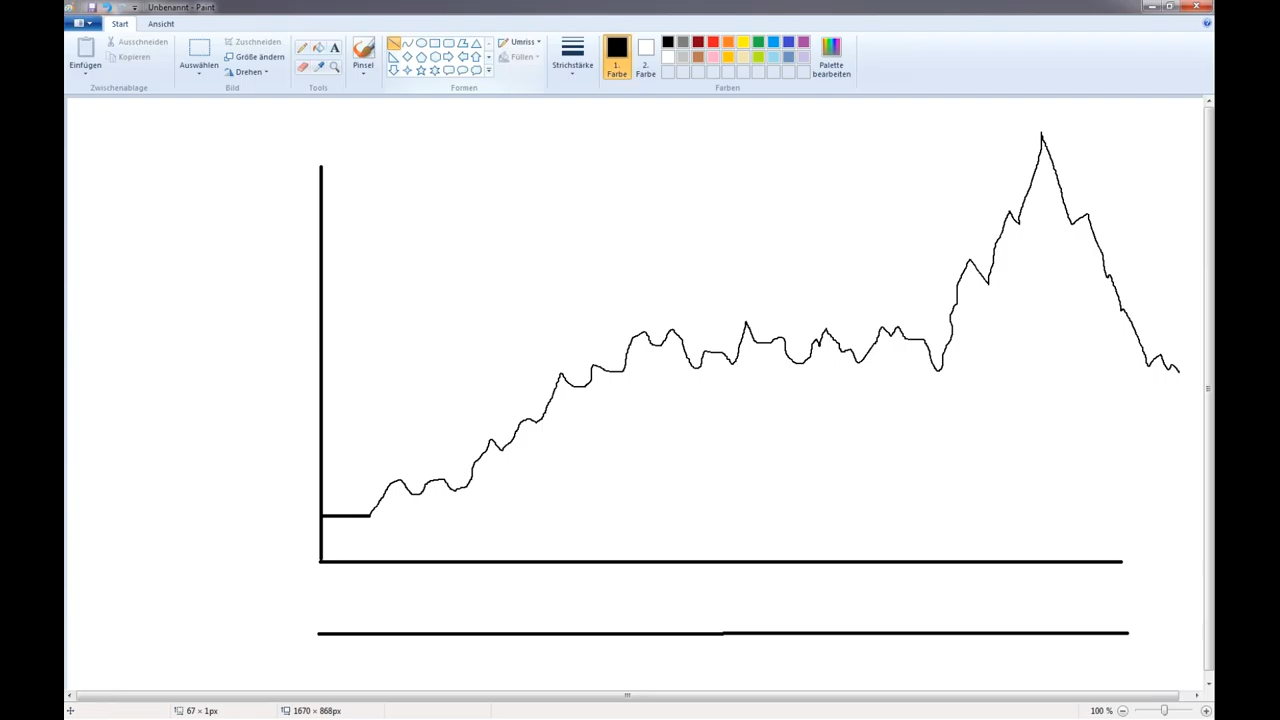 Unbenannt - Paint
Start Ansicht
Einfügen
Ausschneiden
Kopieren
Zwischenablage
Auswählen
Zuschneiden
Größe ändern
Drehen
Bild
A
Tools
Pinsel
Umriss
Füllen
Formen
Strichstärke
1. Farbe
2. Farbe
Palette bearbeiten
Farben
67 × 1px
1670 × 868px
100 %